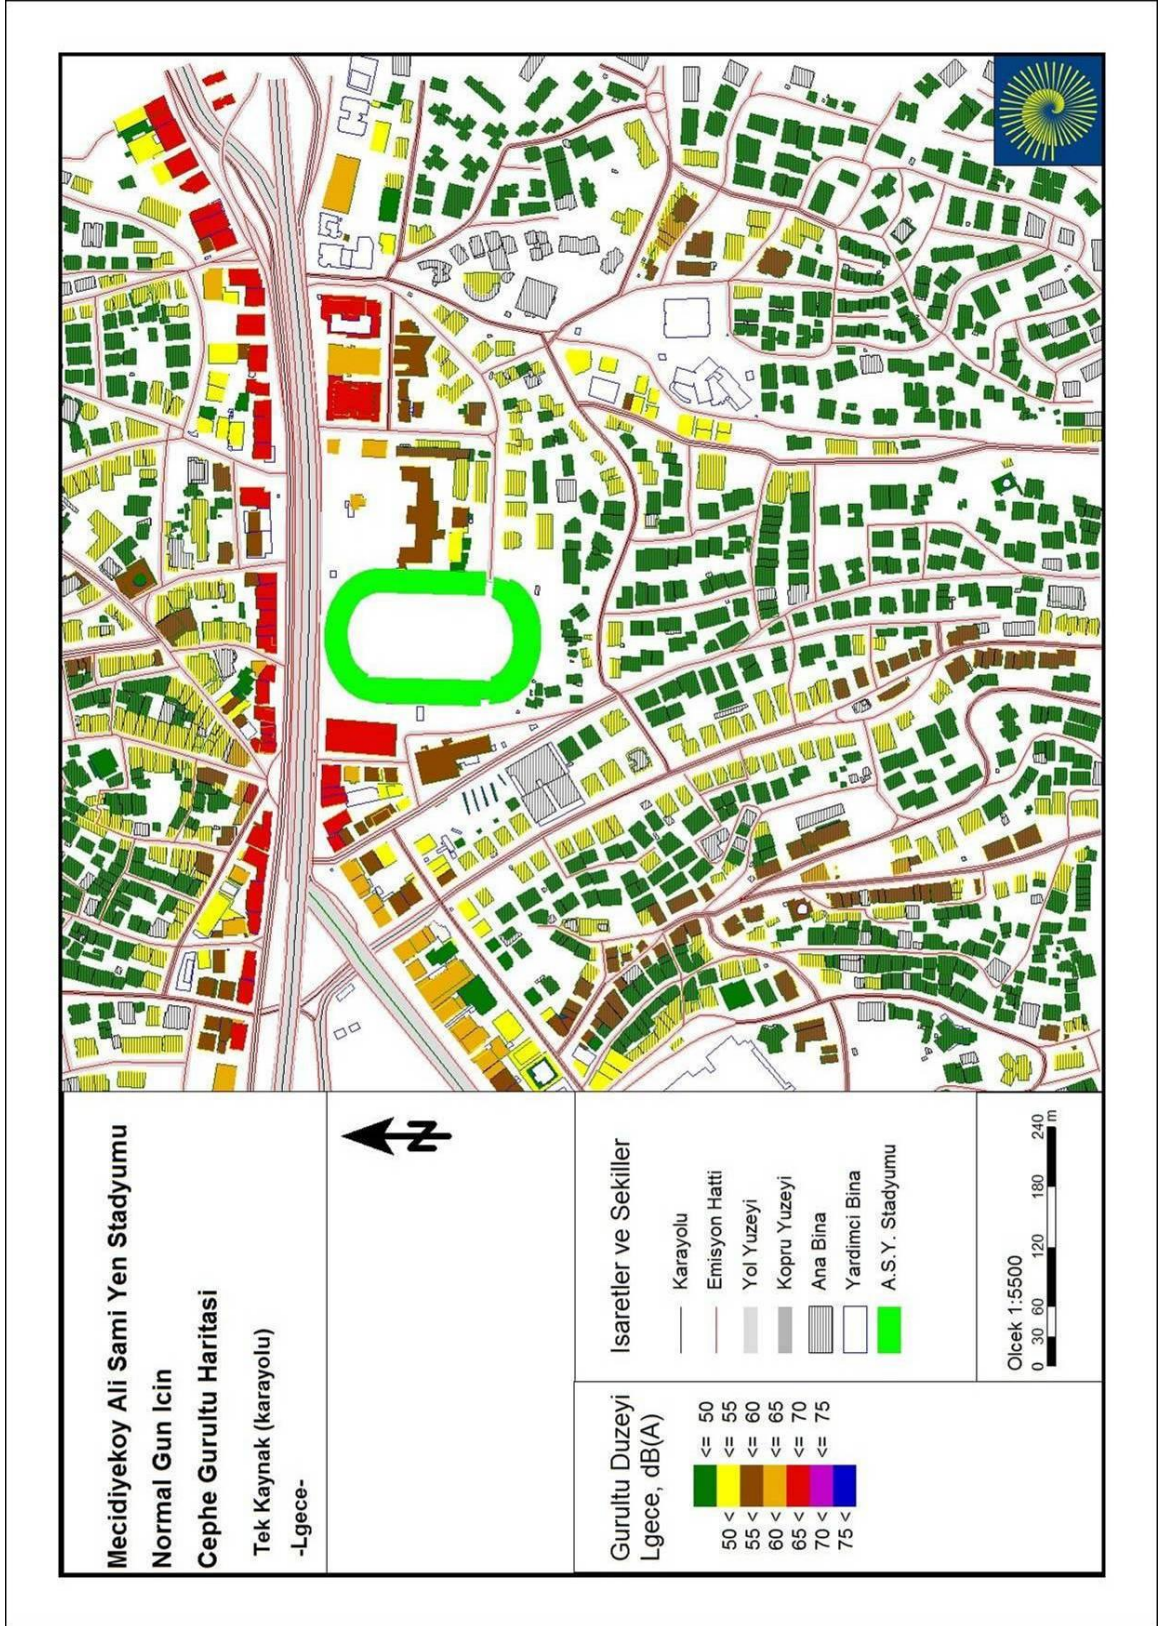 Mecidiyekoy Ali Sami Yen Stadyumu
Normal Gun Icin
Cephe Gurultu Haritasi
Tek Kaynak (karayolu)
-Lgece-
N
Gurultu Duzeyi
Lgece, dB(A)
<= 50
50 < <= 55
55 < <= 60
60 < <= 65
65 < <= 70
70 < <= 75
75 <
Isaretler ve Sekiller
Karayolu
Emisyon Hatti
Yol Yuzeyi
Kopru Yuzeyi
Ana Bina
Yardimci Bina
A.S.Y. Stadyumu
Olcek 1:5500
0 30 60 120 180 240
m